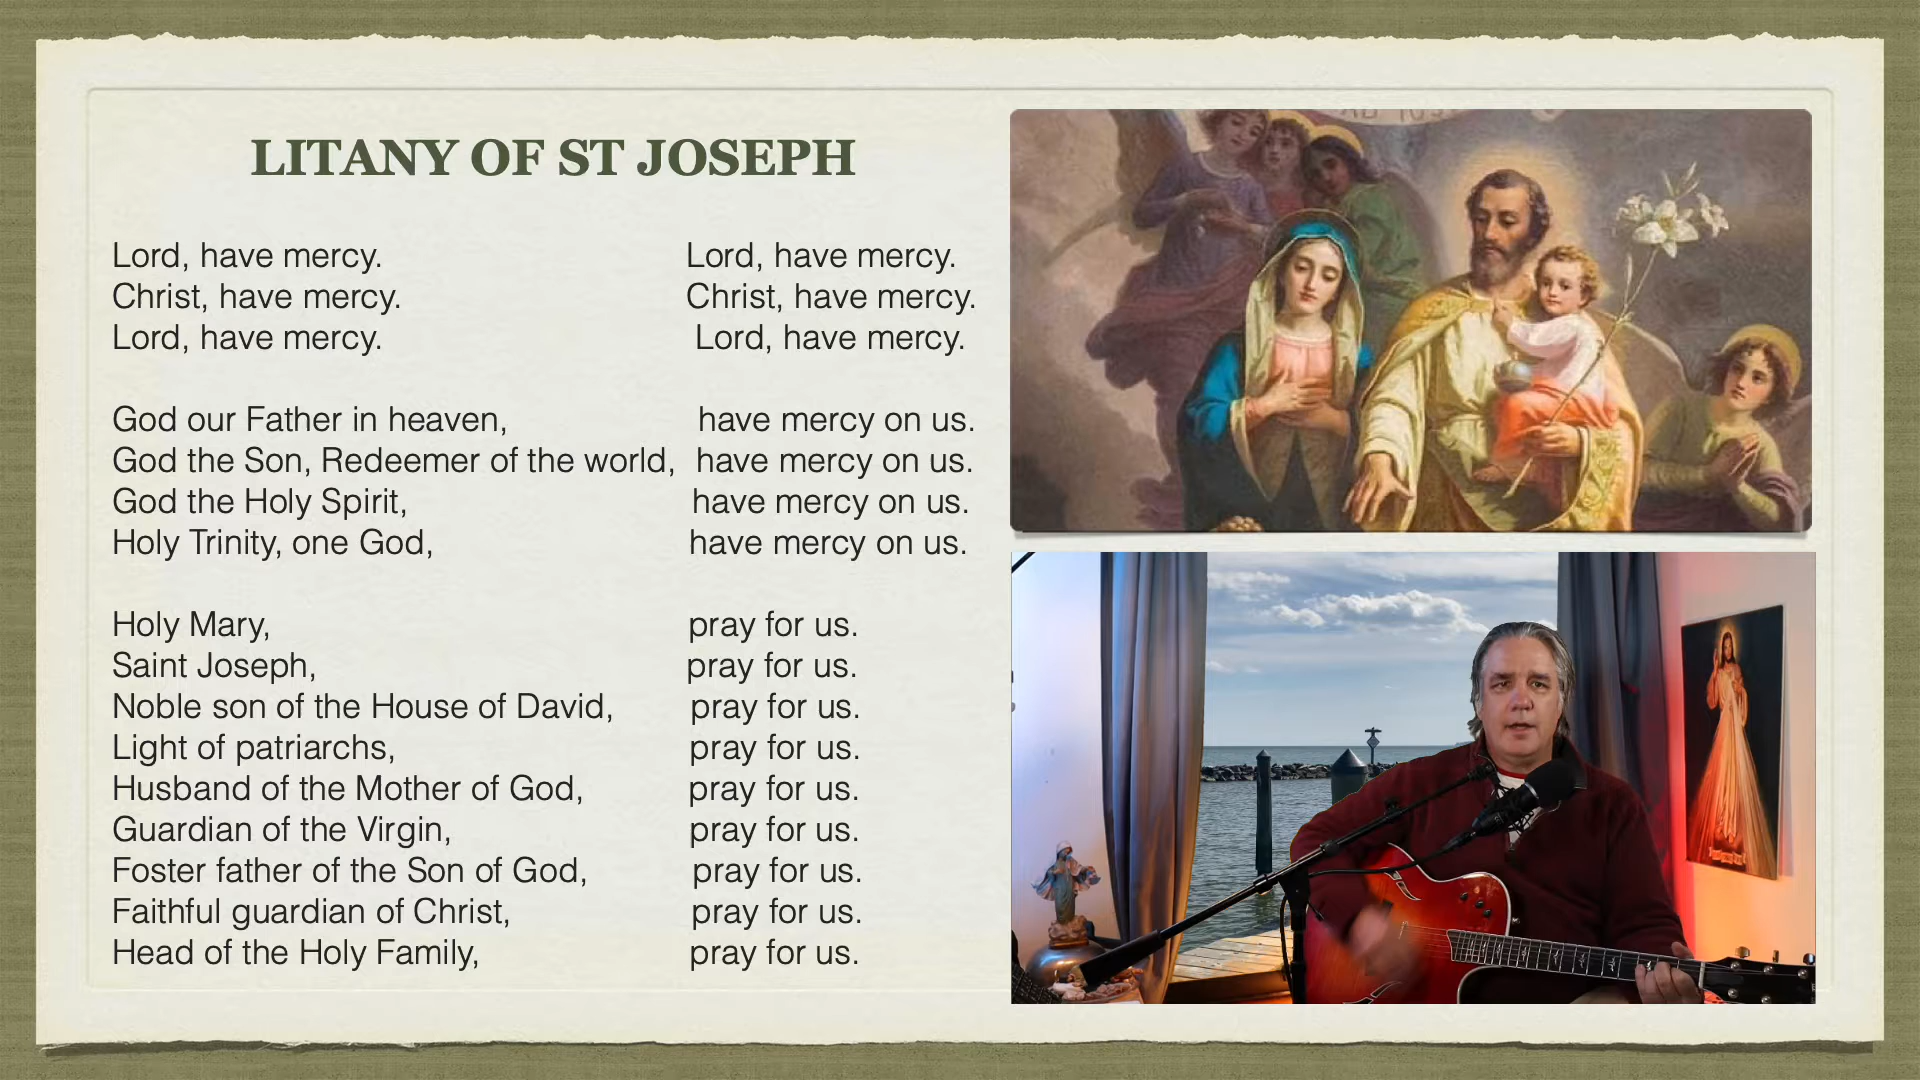 LITANY OF ST JOSEPH
Lord, have mercy. Lord, have mercy.
Christ, have mercy. Christ, have mercy.
Lord, have mercy. Lord, have mercy.
God our Father in heaven, have mercy on us.
God the Son, Redeemer of the world, have mercy on us.
God the Holy Spirit, have mercy on us.
Holy Trinity, one God, have mercy on us.
Holy Mary, pray for us.
Saint Joseph, pray for us.
Noble son of the House of David, pray for us.
Light of patriarchs, pray for us.
Husband of the Mother of God, pray for us.
Guardian of the Virgin, pray for us.
Foster father of the Son of God, pray for us.
Faithful guardian of Christ, pray for us.
Head of the Holy Family, pray for us.